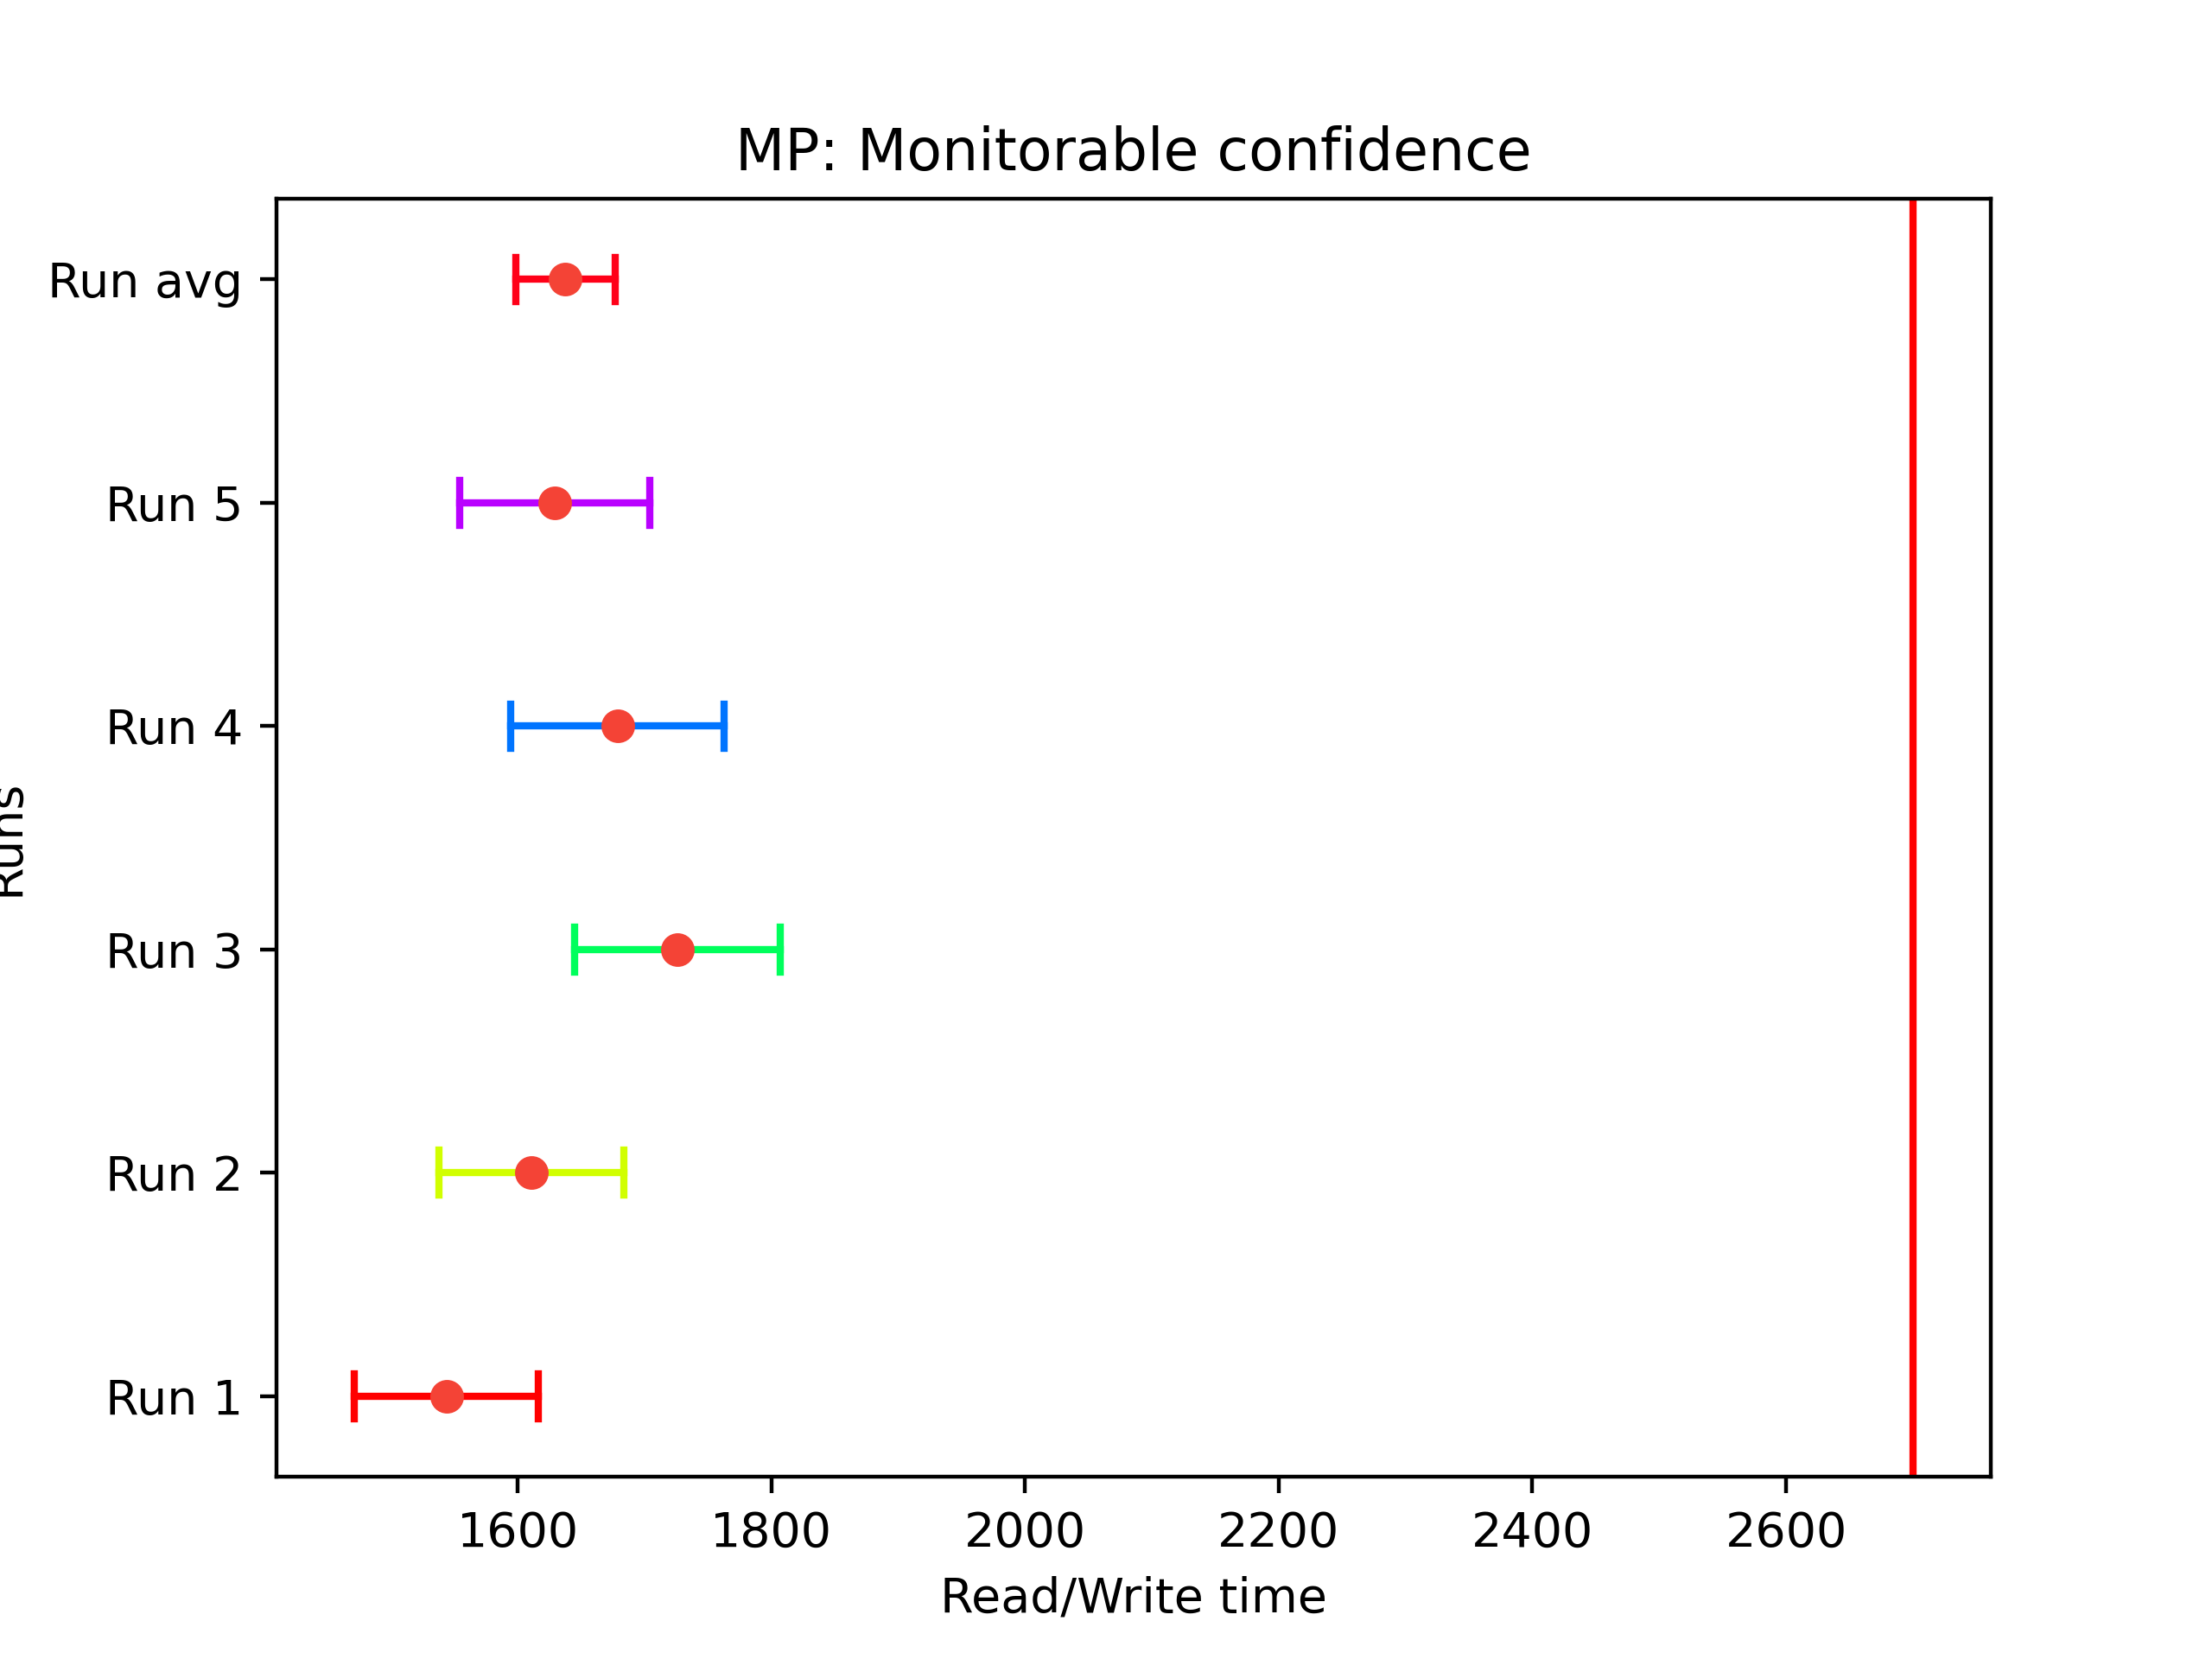 MP: Monitorable confidence
Run avg
Run 5
Run 4
Run 3
Run 2
Run 1
Runs
1600 1800 2000 2200 2400 2600
Read/Write time